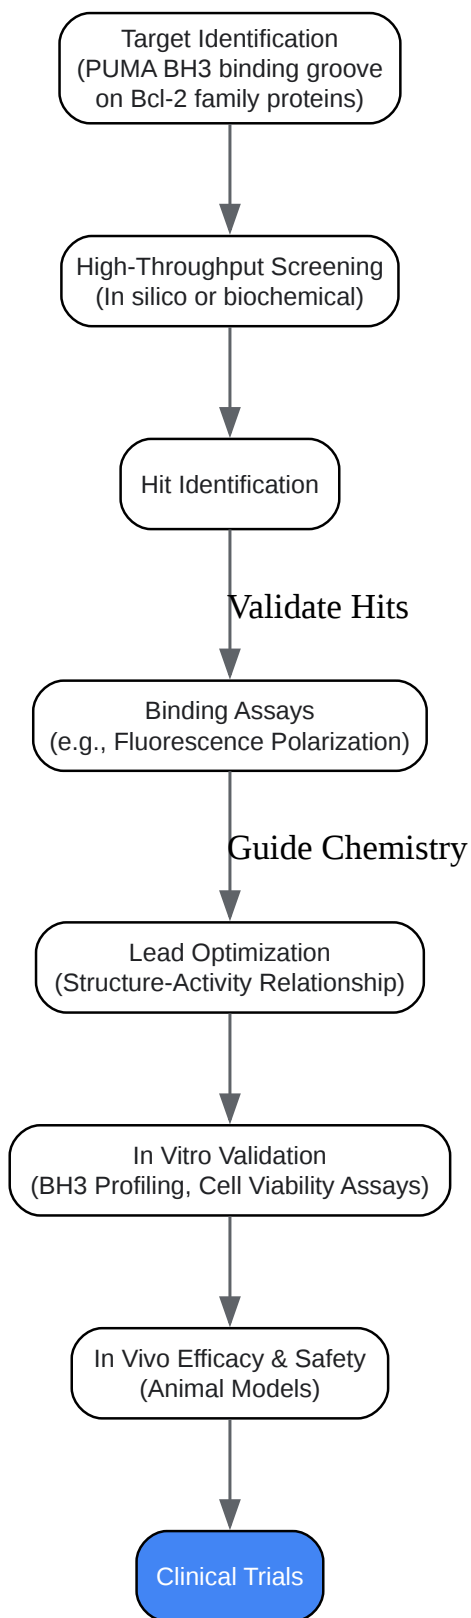 Target Identification
(PUMA BH3 binding groove
on Bcl-2 family proteins)
High-Throughput Screening
(In silico or biochemical)
Hit Identification
Validate Hits
Binding Assays
(e.g., Fluorescence Polarization)
Guide Chemistry
Lead Optimization
(Structure-Activity Relationship)
In Vitro Validation
(BH3 Profiling, Cell Viability Assays)
In Vivo Efficacy & Safety
(Animal Models)
Clinical Trials